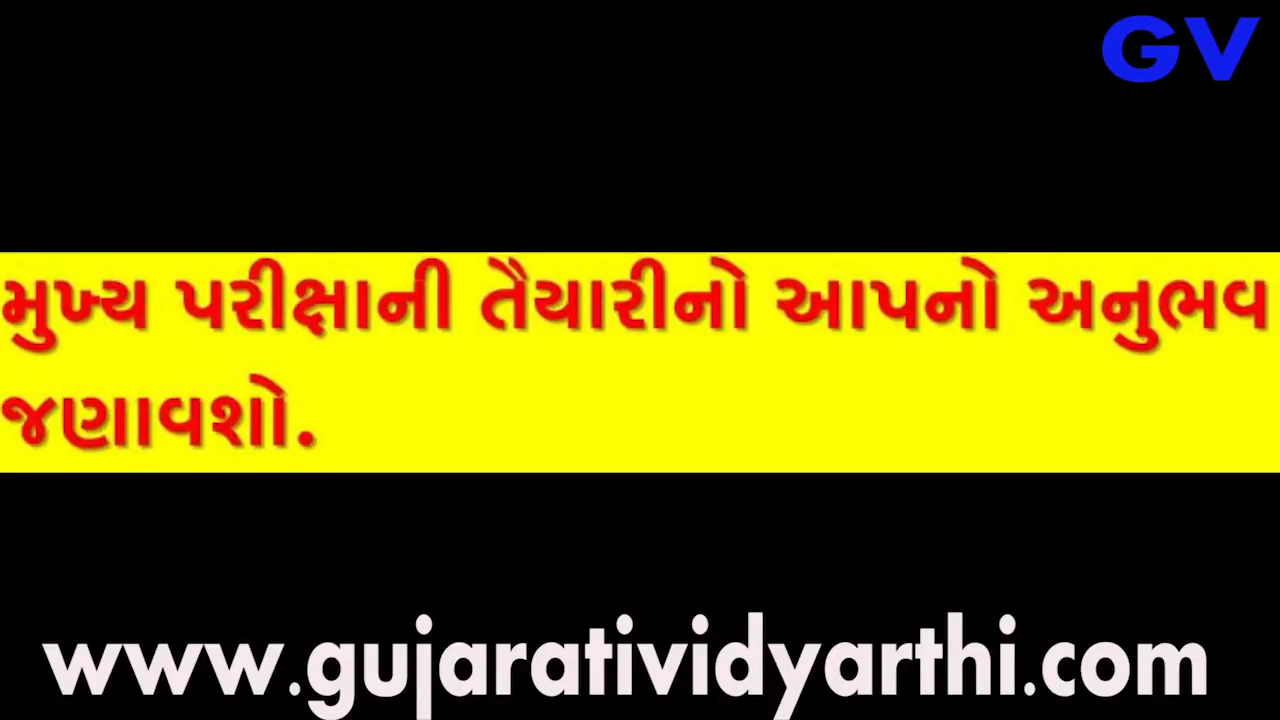 GV
મુખ્ય પરીક્ષાની તૈયારીનો આપનો અનુભવ
જણાવશો.
www.gujaratividyarthi.com